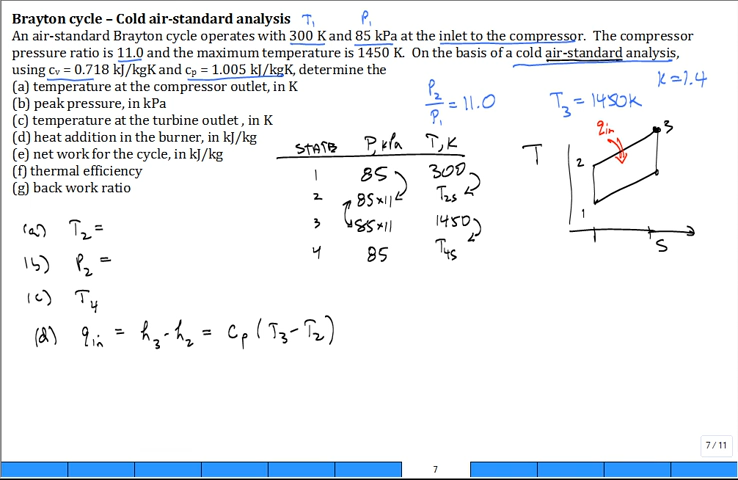 Brayton cycle – Cold air-standard analysis T₁ P₁
An air-standard Brayton cycle operates with 300 K and 85 kPa at the inlet to the compressor. The compressor
pressure ratio is 11.0 and the maximum temperature is 1450 K. On the basis of a cold air-standard analysis,
using cv = 0.718 kJ/kgK and cp = 1.005 kJ/kgK, determine the
K=1.4
(a) temperature at the compressor outlet, in K
P₂/P₁ = 11.0 T₃ = 1450K
(b) peak pressure, in kPa
(c) temperature at the turbine outlet , in K
(d) heat addition in the burner, in kJ/kg
(e) net work for the cycle, in kJ/kg
(f) thermal efficiency
(g) back work ratio
STATE P, kPa T, K
1 85 300
2 85×11 T₂s
3 85×11 1450
4 85 T₄s
T
qin
3
2
1
S
(a) T₂ =
(b) P₂ =
(c) T₄
(d) qin = h₃-h₂ = cp (T₃-T₂)
7 / 11
7